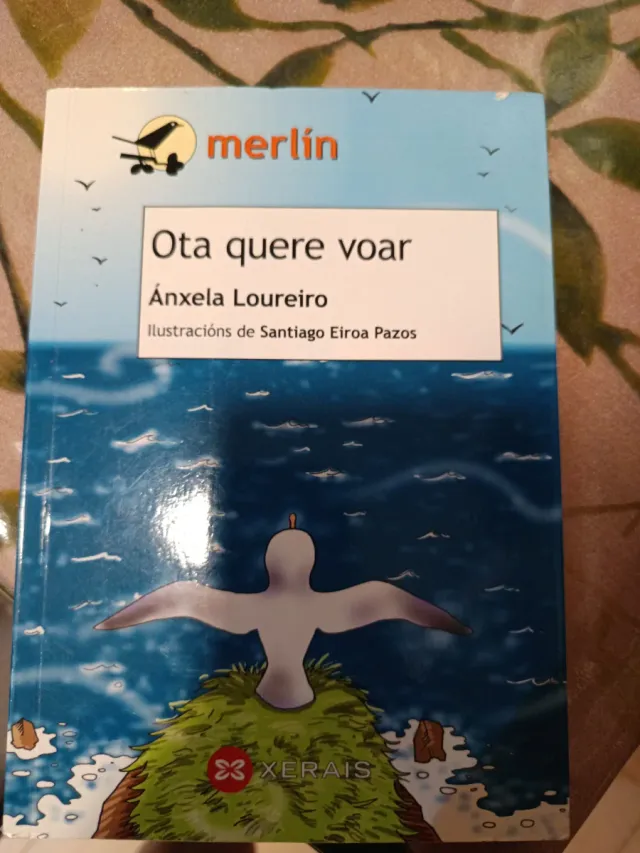 merlín
Ota quere voar
Ánxela Loureiro
Ilustracións de Santiago Eiroa Pazos
XERAIS